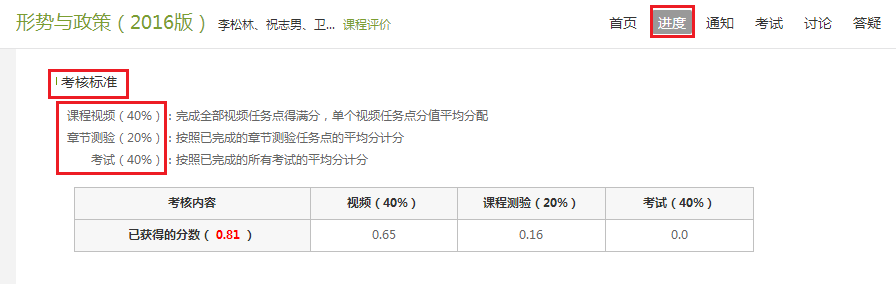 形势与政策（2016版） 李松林、祝志男、卫... 课程评价 首页 进度 通知 考试 讨论 答疑
考核标准
课程视频（40%）：完成全部视频任务点得满分，单个视频任务点分值平均分配
章节测验（20%）：按照已完成的章节测验任务点的平均分计分
考试（40%）：按照已完成的所有考试的平均分计分
考核内容 视频（40%） 课程测验（20%） 考试（40%）
已获得的分数（ 0.81 ） 0.65 0.16 0.0